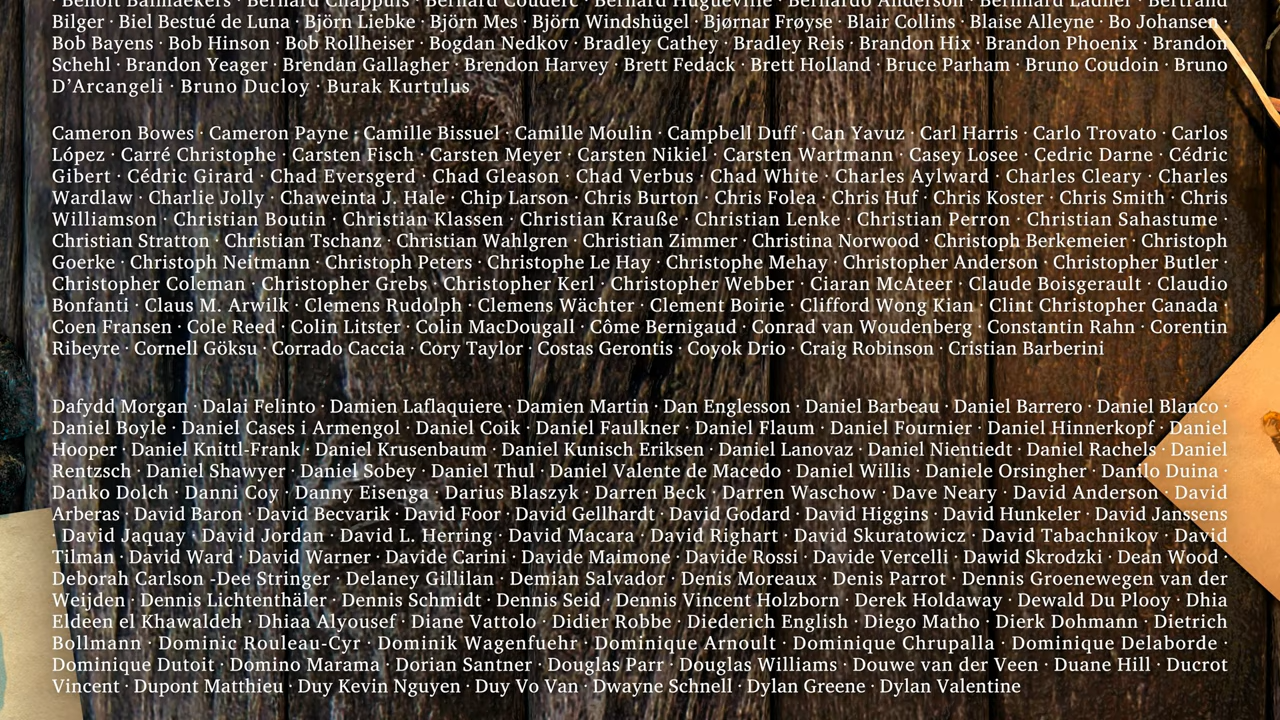 · Benoît Balmaekers · Bernard Chappuis · Bernard Couderc · Bernard Hugueville · Bernardo Anderson · Bernhard Ladner · Bertrand
Bilger · Biel Bestué de Luna · Björn Liebke · Björn Mes · Björn Windshügel · Bjørnar Frøyse · Blair Collins · Blaise Alleyne · Bo Johansen ·
Bob Bayens · Bob Hinson · Bob Rollheiser · Bogdan Nedkov · Bradley Cathey · Bradley Reis · Brandon Hix · Brandon Phoenix · Brandon
Schehl · Brandon Yeager · Brendan Gallagher · Brendon Harvey · Brett Fedack · Brett Holland · Bruce Parham · Bruno Coudoin · Bruno
D’Arcangeli · Bruno Ducloy · Burak Kurtulus
Cameron Bowes · Cameron Payne · Camille Bissuel · Camille Moulin · Campbell Duff · Can Yavuz · Carl Harris · Carlo Trovato · Carlos
López · Carré Christophe · Carsten Fisch · Carsten Meyer · Carsten Nikiel · Carsten Wartmann · Casey Losee · Cedric Darne · Cédric
Gibert · Cédric Girard · Chad Eversgerd · Chad Gleason · Chad Verbus · Chad White · Charles Aylward · Charles Cleary · Charles
Wardlaw · Charlie Jolly · Chaweinta J. Hale · Chip Larson · Chris Burton · Chris Folea · Chris Huf · Chris Koster · Chris Smith · Chris
Williamson · Christian Boutin · Christian Klassen · Christian Krauße · Christian Lenke · Christian Perron · Christian Sahastume ·
Christian Stratton · Christian Tschanz · Christian Wahlgren · Christian Zimmer · Christina Norwood · Christoph Berkemeier · Christoph
Goerke · Christoph Neitmann · Christoph Peters · Christophe Le Hay · Christophe Mehay · Christopher Anderson · Christopher Butler ·
Christopher Coleman · Christopher Grebs · Christopher Kerl · Christopher Webber · Ciaran McAteer · Claude Boisgerault · Claudio
Bonfanti · Claus M. Arwilk · Clemens Rudolph · Clemens Wächter · Clement Boirie · Clifford Wong Kian · Clint Christopher Canada ·
Coen Fransen · Cole Reed · Colin Litster · Colin MacDougall · Côme Bernigaud · Conrad van Woudenberg · Constantin Rahn · Corentin
Ribeyre · Cornell Göksu · Corrado Caccia · Cory Taylor · Costas Gerontis · Coyok Drio · Craig Robinson · Cristian Barberini
Dafydd Morgan · Dalai Felinto · Damien Laflaquiere · Damien Martin · Dan Englesson · Daniel Barbeau · Daniel Barrero · Daniel Blanco ·
Daniel Boyle · Daniel Cases i Armengol · Daniel Coik · Daniel Faulkner · Daniel Flaum · Daniel Fournier · Daniel Hinnerkopf · Daniel
Hooper · Daniel Knittl-Frank · Daniel Krusenbaum · Daniel Kunisch Eriksen · Daniel Lanovaz · Daniel Nientiedt · Daniel Rachels · Daniel
Rentzsch · Daniel Shawyer · Daniel Sobey · Daniel Thul · Daniel Valente de Macedo · Daniel Willis · Daniele Orsingher · Danilo Duina ·
Danko Dolch · Danni Coy · Danny Eisenga · Darius Blaszyk · Darren Beck · Darren Waschow · Dave Neary · David Anderson · David
Arberas · David Baron · David Becvarik · David Foor · David Gellhardt · David Godard · David Higgins · David Hunkeler · David Janssens
· David Jaquay · David Jordan · David L. Herring · David Macara · David Righart · David Skuratowicz · David Tabachnikov · David
Tilman · David Ward · David Warner · Davide Carini · Davide Maimone · Davide Rossi · Davide Vercelli · Dawid Skrodzki · Dean Wood ·
Deborah Carlson -Dee Stringer · Delaney Gillilan · Demian Salvador · Denis Moreaux · Denis Parrot · Dennis Groenewegen van der
Weijden · Dennis Lichtenthäler · Dennis Schmidt · Dennis Seid · Dennis Vincent Holzborn · Derek Holdaway · Dewald Du Plooy · Dhia
Eldeen el Khawaldeh · Dhiaa Alyousef · Diane Vattolo · Didier Robbe · Diederich English · Diego Matho · Dierk Dohmann · Dietrich
Bollmann · Dominic Rouleau-Cyr · Dominik Wagenfuehr · Dominique Arnoult · Dominique Chrupalla · Dominique Delaborde ·
Dominique Dutoit · Domino Marama · Dorian Santner · Douglas Parr · Douglas Williams · Douwe van der Veen · Duane Hill · Ducrot
Vincent · Dupont Matthieu · Duy Kevin Nguyen · Duy Vo Van · Dwayne Schnell · Dylan Greene · Dylan Valentine